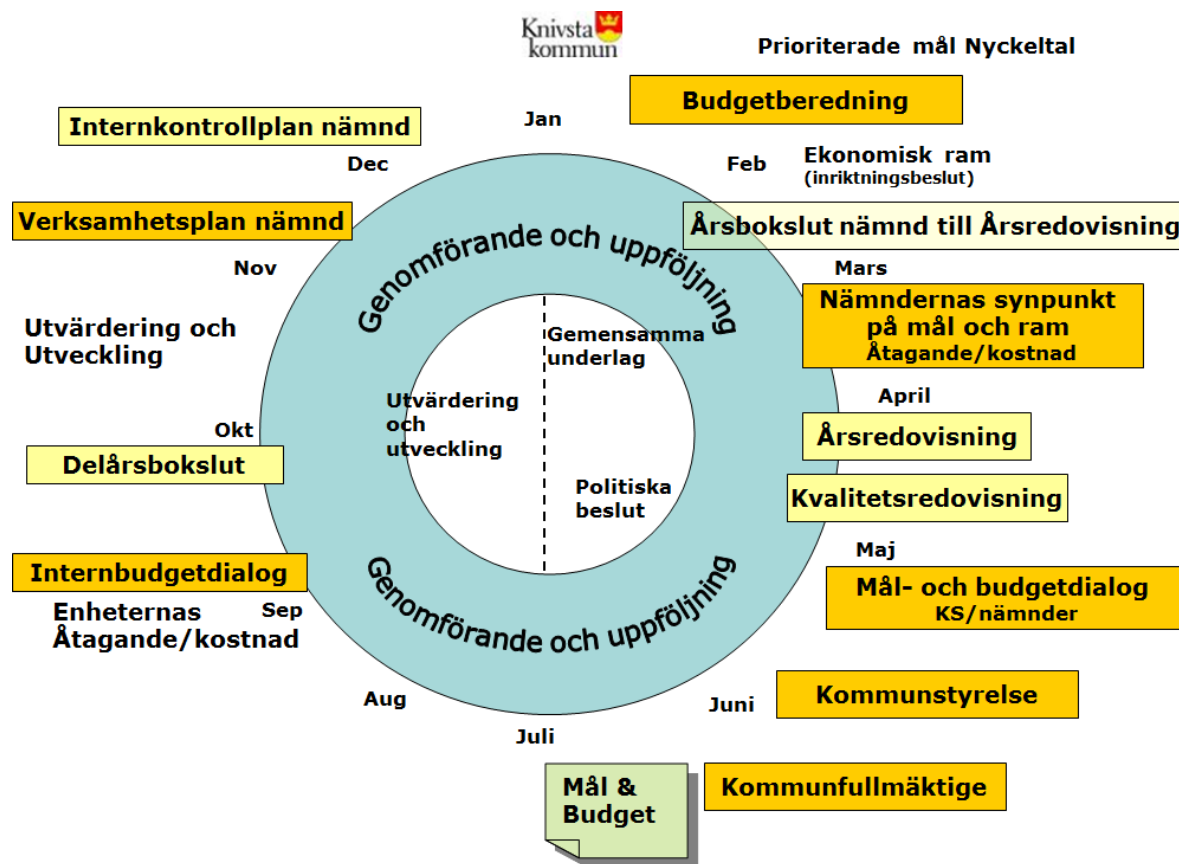 Knivsta
kommun
Prioriterade mål Nyckeltal
Budgetberedning
Internkontrollplan nämnd
Jan
Dec
Feb
Ekonomisk ram
(inriktningsbeslut)
Verksamhetsplan nämnd
Årsbokslut nämnd till Årsredovisning
Genomförande och uppföljning
Nov
Mars
Nämndernas synpunkt
på mål och ram
Åtagande/kostnad
Utvärdering och
Utveckling
Gemensamma
underlag
Utvärdering
och
utveckling
April
Okt
Årsredovisning
Delårsbokslut
Kvalitetsredovisning
Politiska
beslut
Maj
Internbudgetdialog
Mål- och budgetdialog
KS/nämnder
Enheternas
Åtagande/kostnad
Sep
Genomförande och uppföljning
Aug
Juni
Kommunstyrelse
Juli
Mål &
Budget
Kommunfullmäktige